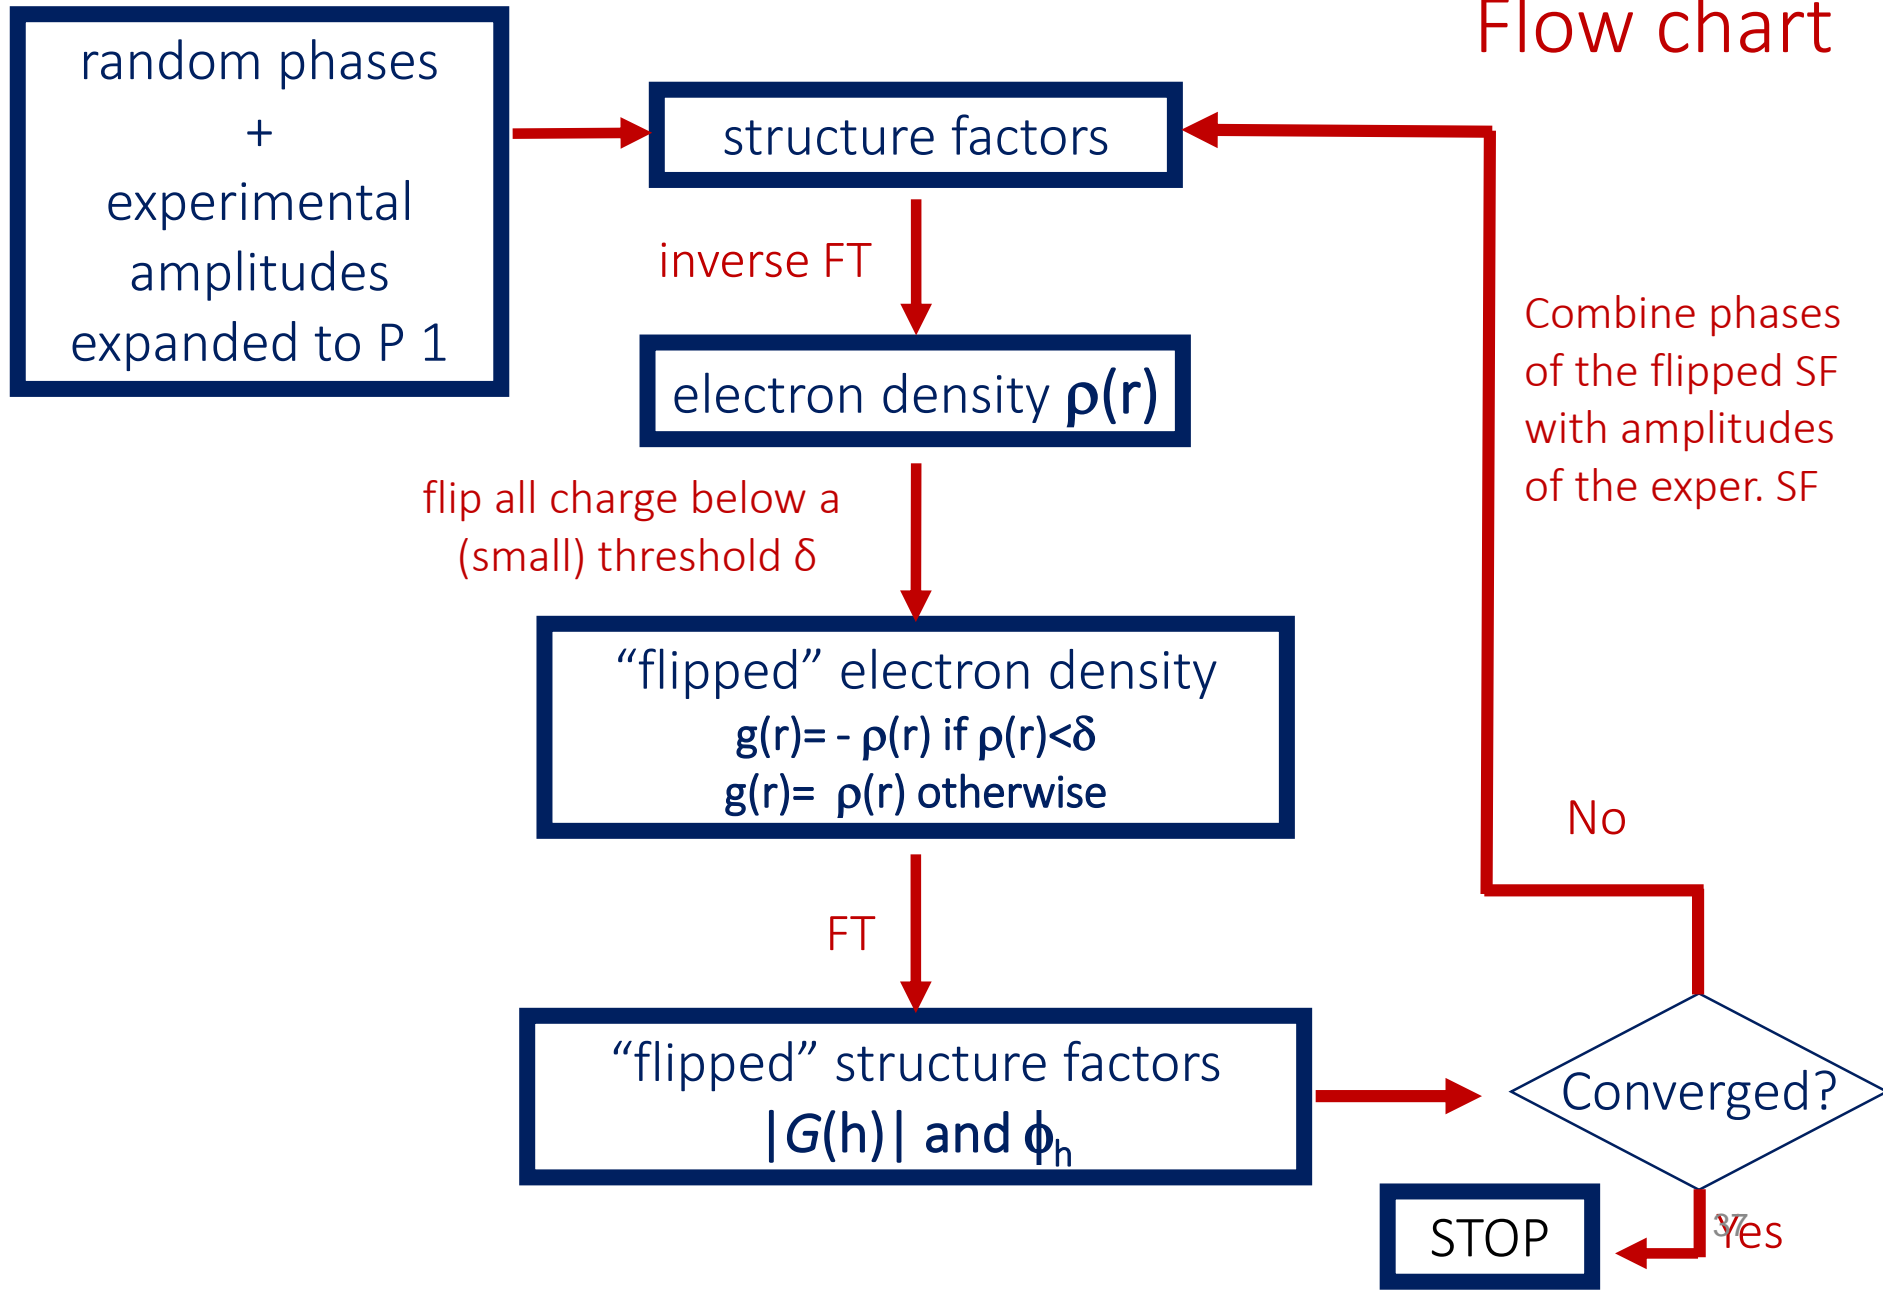 Flow chart
random phases
+
experimental
amplitudes
expanded to P 1
structure factors
inverse FT
electron density ρ(r)
flip all charge below a
(small) threshold δ
“flipped” electron density
g(r)= - ρ(r) if ρ(r)<δ
g(r)=  ρ(r) otherwise
FT
“flipped” structure factors
|G(h)| and ϕh
Converged?
No
Combine phases
of the flipped SF
with amplitudes
of the exper. SF
Yes
37
STOP